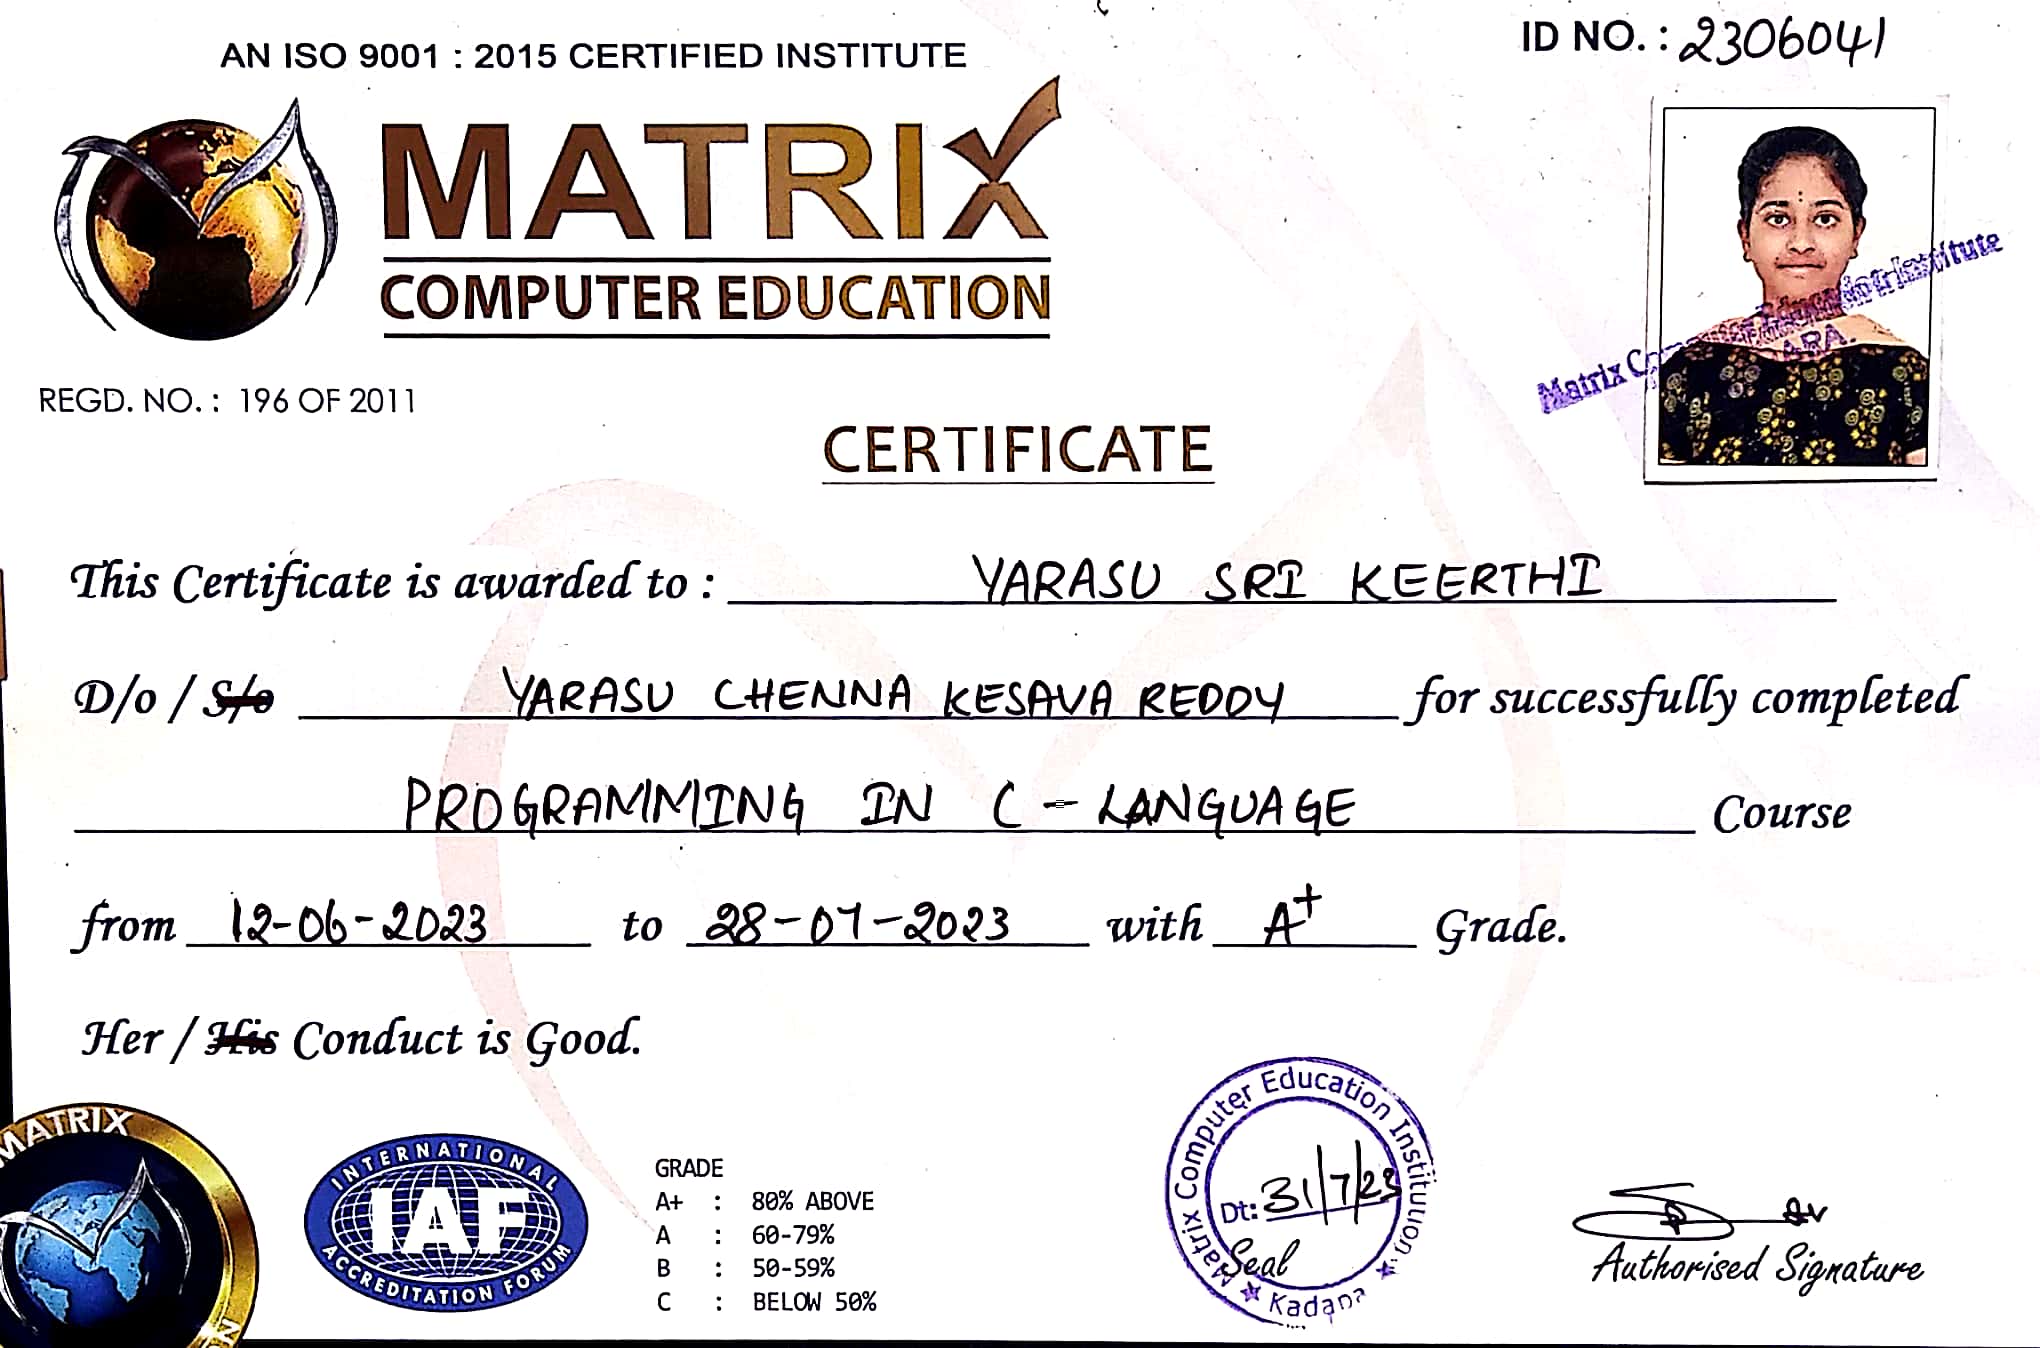 AN ISO 9001 : 2015 CERTIFIED INSTITUTE
ID NO. : 2306041
MATRIX
COMPUTER EDUCATION
Matrix Institute
REGD. NO. : 196 OF 2011
CERTIFICATE
This Certificate is awarded to : YARASU SRI KEERTHI
D/o / S/o YARASU CHENNA KESAVA REDDY for successfully completed
PROGRAMMING IN C - LANGUAGE Course
from 12-06-2023 to 28-07-2023 with A+ Grade.
Her / His Conduct is Good.
MATRIX
INTERNATIONAL
IAF
ACCREDITATION FORUM
GRADE
A+ : 80% ABOVE
A : 60-79%
B : 50-59%
C : BELOW 50%
Matrix Computer Education Institution
Dt: 31/7/23
Seal
Kadapa
Authorised Signature